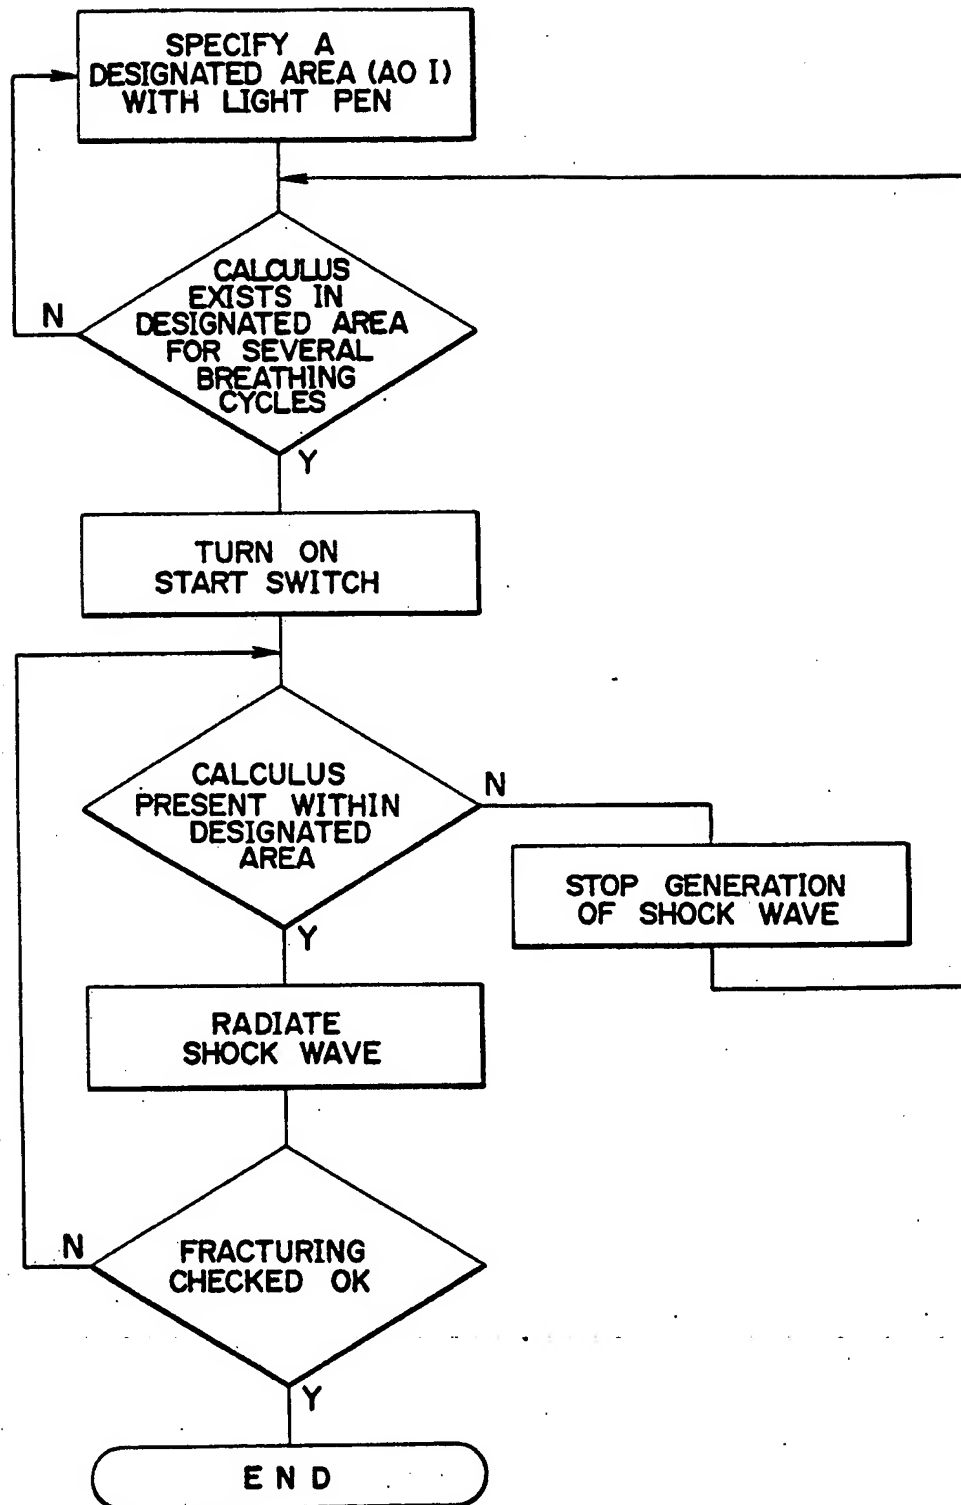 SPECIFY A
DESIGNATED AREA (AO I)
WITH LIGHT PEN
CALCULUS
EXISTS IN
DESIGNATED AREA
FOR SEVERAL
BREATHING
CYCLES
N
Y
TURN ON
START SWITCH
CALCULUS
PRESENT WITHIN
DESIGNATED
AREA
N
Y
STOP GENERATION
OF SHOCK WAVE
RADIATE
SHOCK WAVE
FRACTURING
CHECKED OK
N
Y
END